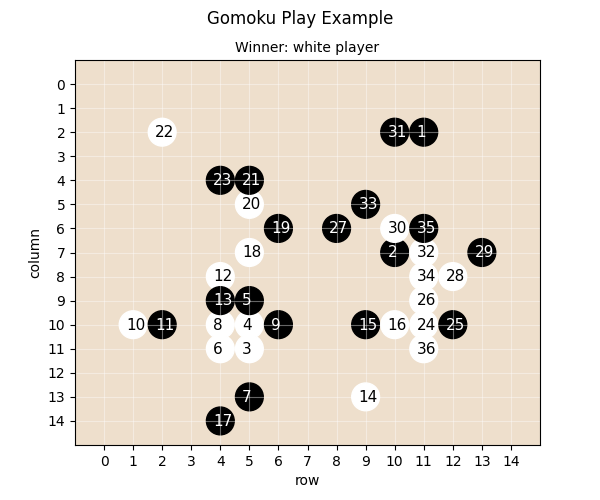 Gomoku Play Example
Winner: white player
0
1
2 22 31 1
3
4 23 21
5 20 33
6 19 27 30 35
7 18 2 32 29
8 12 34 28
9 13 5 26
10 10 11 8 4 9 15 16 24 25
11 6 3 36
12
13 7 14
14 17
column
0 1 2 3 4 5 6 7 8 9 10 11 12 13 14
row